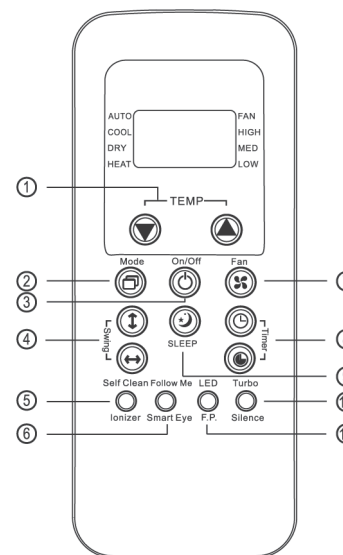 AUTO FAN
COOL HIGH
DRY MED
HEAT LOW
① TEMP
Mode On/Off Fan
②
③
④ Swing Timer
SLEEP
Self Clean Follow Me LED Turbo
⑤
Ionizer Smart Eye F.P. Silence
⑥